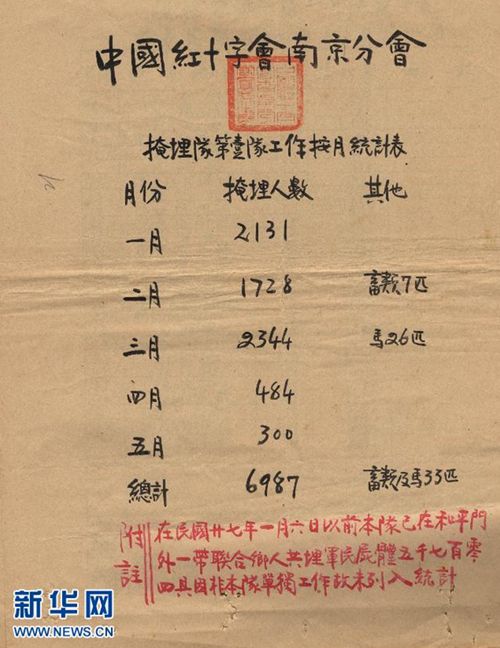 中國紅十字會南京分會
掩埋隊第壹隊工作按月統計表
月份 掩埋人數 其他
一月 2131
二月 1728 畜類7匹
三月 2344 馬26匹
四月 484
五月 300
總計 6987 畜類及馬33匹
附註 在民國廿七年一月六日以前本隊已在和平門
外一帶聯合鄉人共埋軍民屍體五千七百零
四具因非本隊單獨工作故未列入統計
新华网
WWW.NEWS.CN